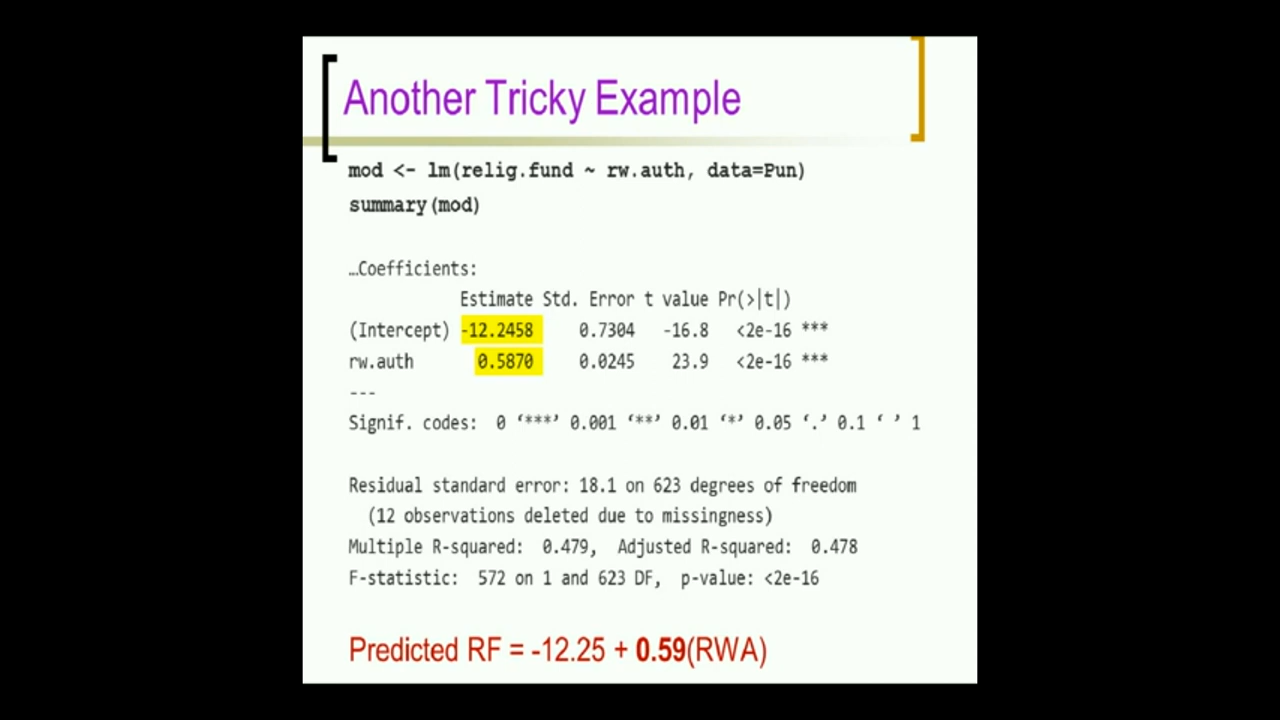 Another Tricky Example
mod <- lm(relig.fund ~ rw.auth, data=Pun)
summary(mod)
…Coefficients:
Estimate Std. Error t value Pr(>|t|)
(Intercept) -12.2458 0.7304 -16.8 <2e-16 ***
rw.auth 0.5870 0.0245 23.9 <2e-16 ***
---
Signif. codes: 0 ‘***’ 0.001 ‘**’ 0.01 ‘*’ 0.05 ‘.’ 0.1 ‘ ’ 1
Residual standard error: 18.1 on 623 degrees of freedom
(12 observations deleted due to missingness)
Multiple R-squared: 0.479, Adjusted R-squared: 0.478
F-statistic: 572 on 1 and 623 DF, p-value: <2e-16
Predicted RF = -12.25 + 0.59(RWA)